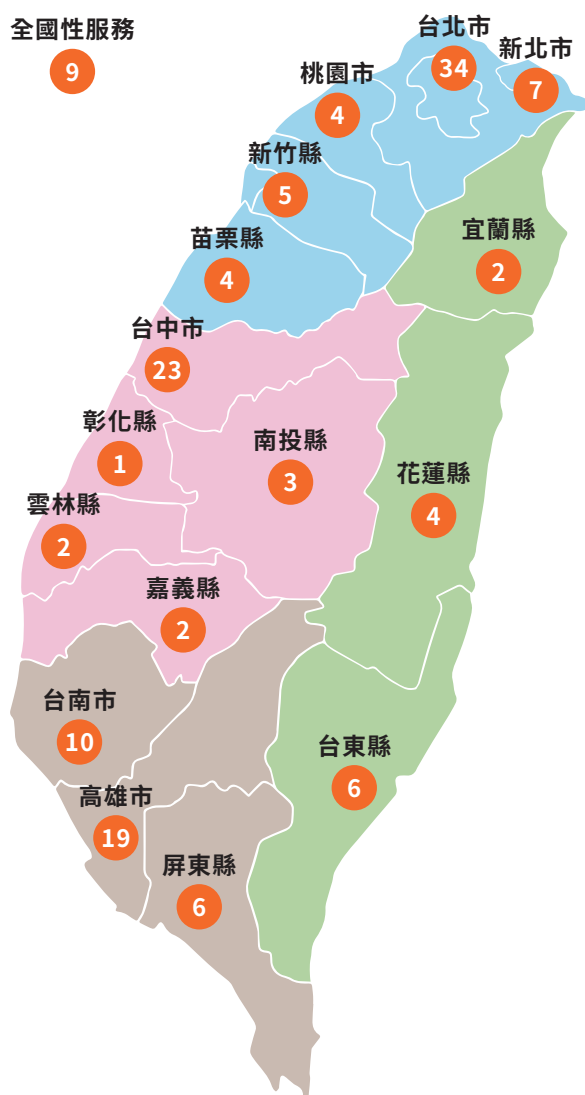 全國性服務
9
台北市
34
新北市
7
桃園市
4
新竹縣
5
苗栗縣
4
宜蘭縣
2
台中市
23
彰化縣
1
南投縣
3
花蓮縣
4
雲林縣
2
嘉義縣
2
台南市
10
台東縣
6
高雄市
19
屏東縣
6